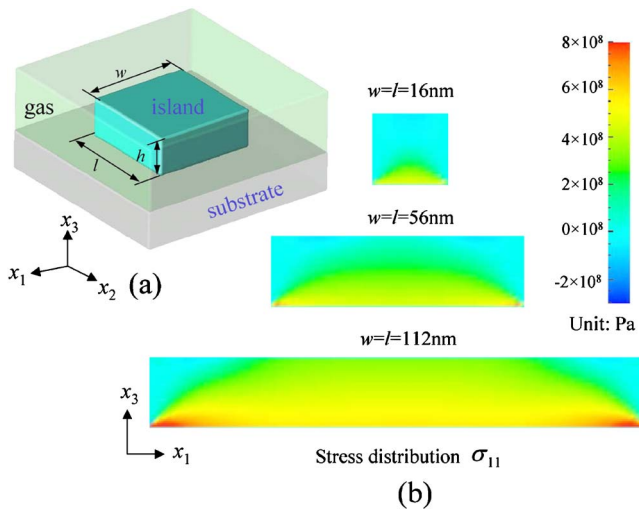 (a)
w
gas
island
h
l
substrate
x₃
x₁
x₂
w=l=16nm
w=l=56nm
w=l=112nm
8×10⁸
6×10⁸
4×10⁸
2×10⁸
0×10⁸
-2×10⁸
Unit: Pa
x₃
x₁
Stress distribution σ₁₁
(b)
(a)